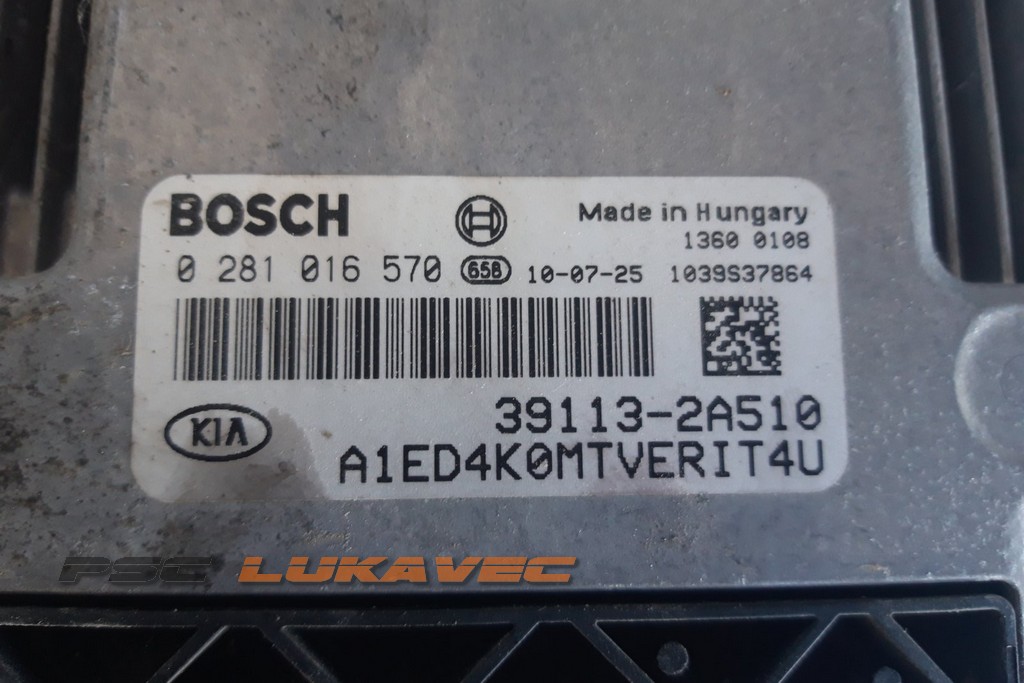 BOSCH
Made in Hungary
1360 0108
0 281 016 570 658 10-07-25 1039S37864
39113-2A510
KIA
A1ED4K0MTVERIT4U
PSC LUKAVEC